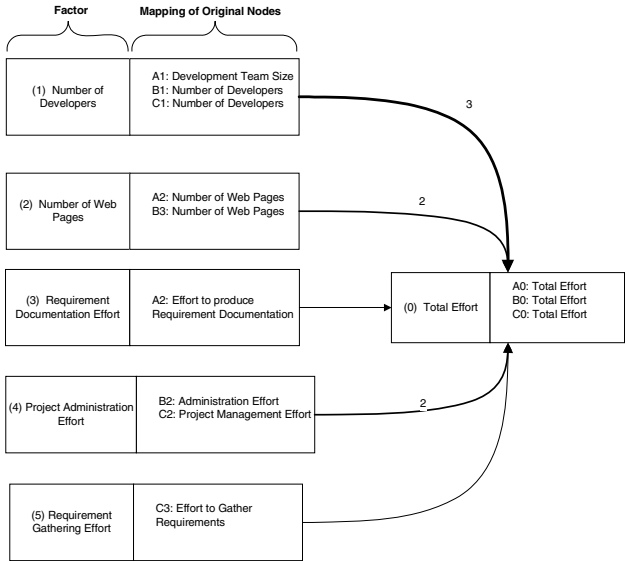 Factor
Mapping of Original Nodes
(1) Number of
Developers
A1: Development Team Size
B1: Number of Developers
C1: Number of Developers
3
(2) Number of Web
Pages
A2: Number of Web Pages
B3: Number of Web Pages
2
(3) Requirement
Documentation Effort
A2: Effort to produce
Requirement Documentation
(0) Total Effort
A0: Total Effort
B0: Total Effort
C0: Total Effort
(4) Project Administration
Effort
B2: Administration Effort
C2: Project Management Effort
2
(5) Requirement
Gathering Effort
C3: Effort to Gather
Requirements